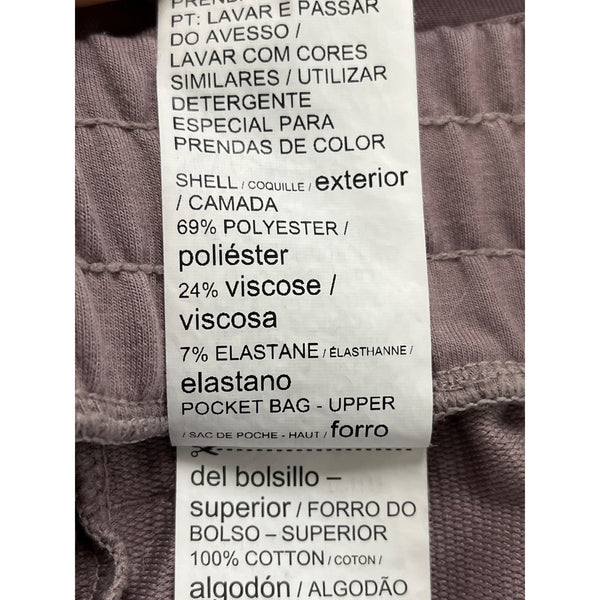 PT: LAVAR E PASSAR
DO AVESSO /
LAVAR COM CORES
SIMILARES / UTILIZAR
DETERGENTE
ESPECIAL PARA
PRENDAS DE COLOR
SHELL / COQUILLE / exterior
/ CAMADA
69% POLYESTER /
poliéster
24% viscose /
viscosa
7% ELASTANE / ÉLASTHANNE /
elastano
POCKET BAG - UPPER
/ SAC DE POCHE - HAUT / forro
del bolsillo –
superior / FORRO DO
BOLSO – SUPERIOR
100% COTTON / COTON /
algodón / ALGODÃO